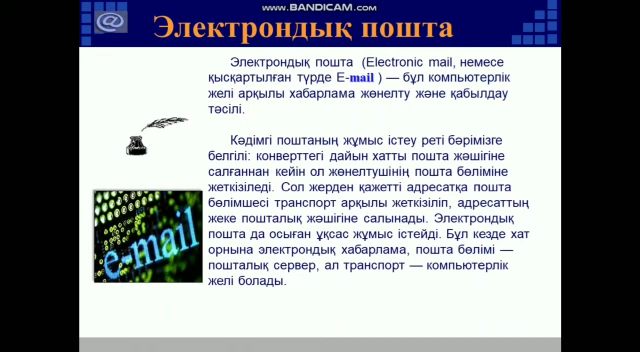 www.BANDICAM.com
Электрондық пошта
Электрондық пошта (Electronic mail, немесе
қысқартылған түрде E-mail ) — бұл компьютерлік
желі арқылы хабарлама жөнелту және қабылдау
тәсілі.
Кәдімгі поштаның жұмыс істеу реті бәрімізге
белгілі: конверттегі дайын хатты пошта жәшігіне
салғаннан кейін ол жөнелтушінің пошта бөліміне
жеткізіледі. Сол жерден қажетті адресатқа пошта
бөлімшесі транспорт арқылы жеткізіліп, адресаттың
жеке пошталық жәшігіне салынады. Электрондық
пошта да осыған ұқсас жұмыс істейді. Бұл кезде хат
орнына электрондық хабарлама, пошта бөлімі —
пошталық сервер, ал транспорт — компьютерлік
желі болады.
e-mail